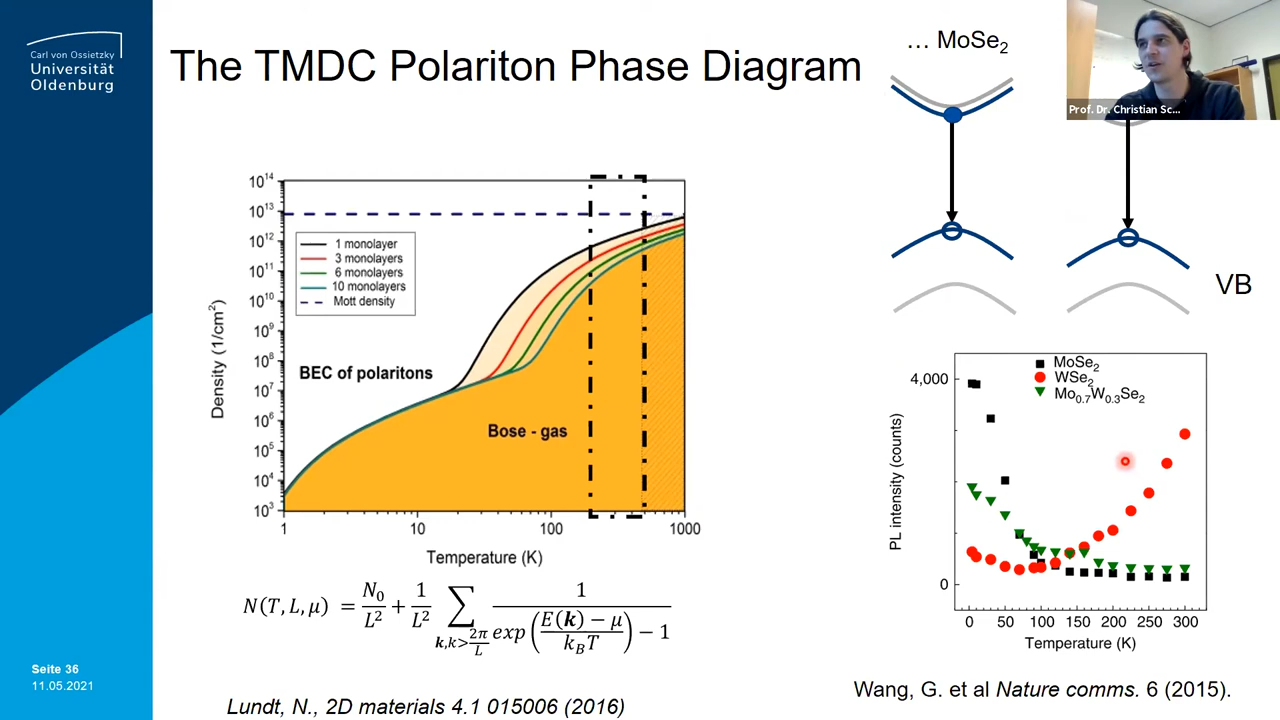 Carl von Ossietzky
Universität
Oldenburg
The TMDC Polariton Phase Diagram
… MoSe₂
Prof. Dr. Christian Sc...
VB
10¹⁴
10¹³
10¹²
10¹¹
10¹⁰
10⁹
10⁸
10⁷
10⁶
10⁵
10⁴
10³
Density (1/cm²)
1 monolayer
3 monolayers
6 monolayers
10 monolayers
Mott density
BEC of polaritons
Bose - gas
1 10 100 1000
Temperature (K)
N(T, L, μ) = N₀/L² + 1/L² ∑ k,k>2π/L 1/(exp((E(k) − μ)/(k_B T)) − 1)
MoSe₂
WSe₂
Mo₀.₇W₀.₃Se₂
4,000
0
PL intensity (counts)
0 50 100 150 200 250 300
Temperature (K)
Seite 36
11.05.2021
Wang, G. et al Nature comms. 6 (2015).
Lundt, N., 2D materials 4.1 015006 (2016)